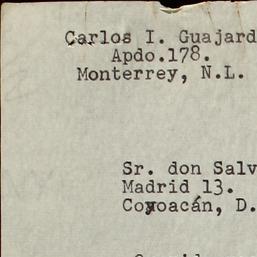 Carlos I. Guajard
Apdo.178.
Monterrey, N.L.
Sr. don Salv
Madrid 13.
Coyoacán, D.